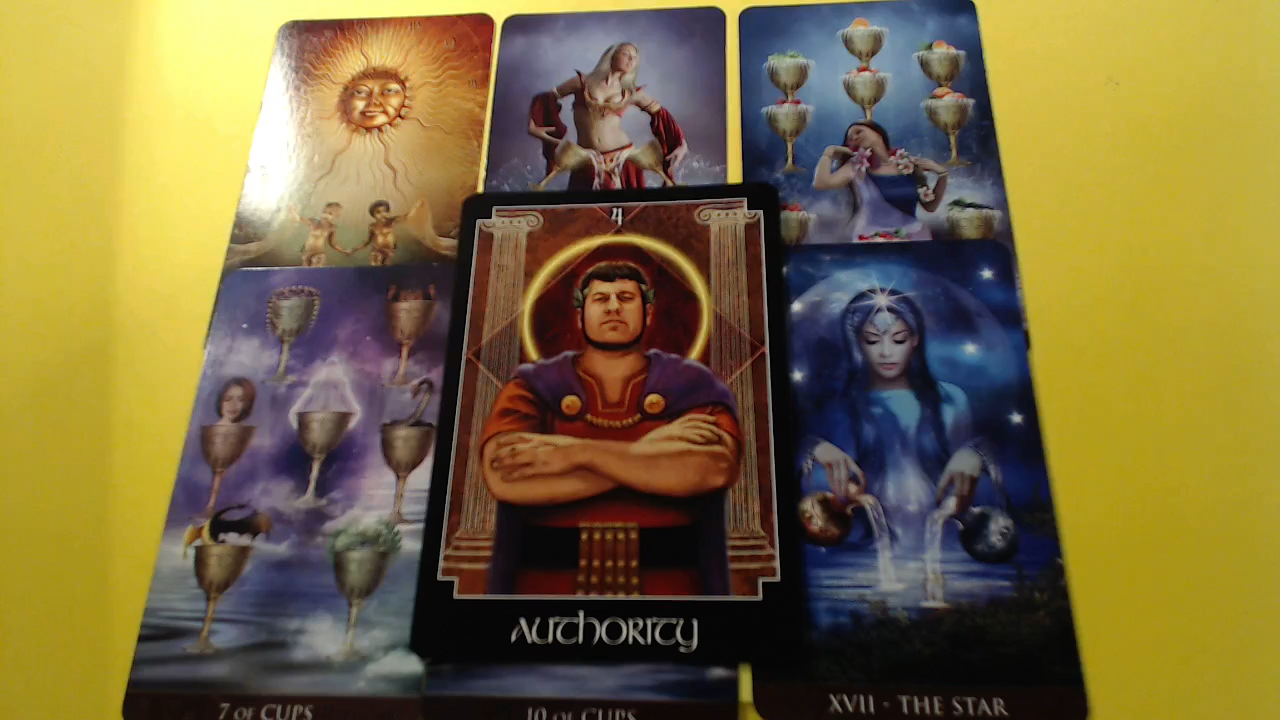 4
AUTHORITY
7 OF CUPS
10 OF CUPS
XVII - THE STAR